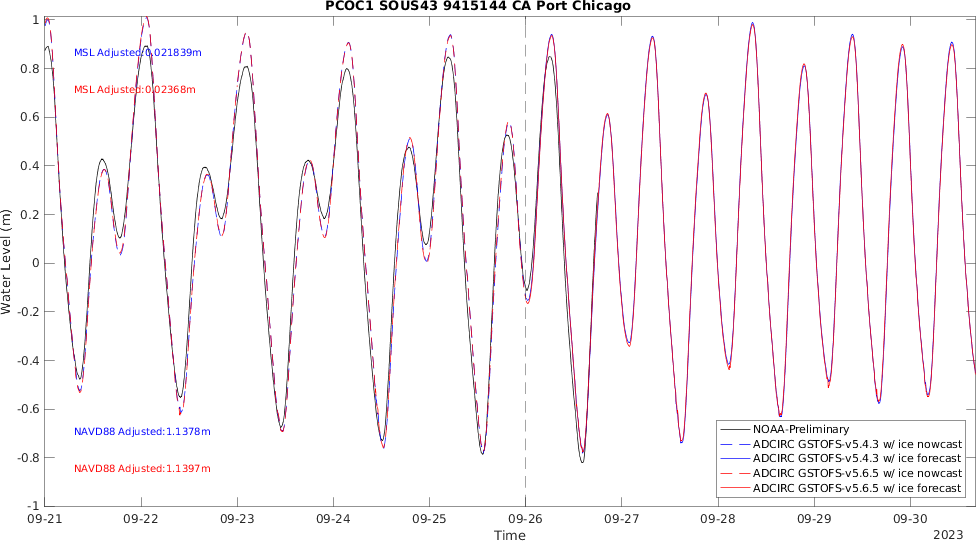 PCOC1 SOUS43 9415144 CA Port Chicago
MSL Adjusted:0.021839m
MSL Adjusted:0.02368m
NAVD88 Adjusted:1.1378m
NAVD88 Adjusted:1.1397m
Water Level (m)
1
0.8
0.6
0.4
0.2
0
-0.2
-0.4
-0.6
-0.8
-1
NOAA-Preliminary
ADCIRC GSTOFS-v5.4.3 w/ ice nowcast
ADCIRC GSTOFS-v5.4.3 w/ ice forecast
ADCIRC GSTOFS-v5.6.5 w/ ice nowcast
ADCIRC GSTOFS-v5.6.5 w/ ice forecast
09-21 09-22 09-23 09-24 09-25 09-26 09-27 09-28 09-29 09-30
Time
2023